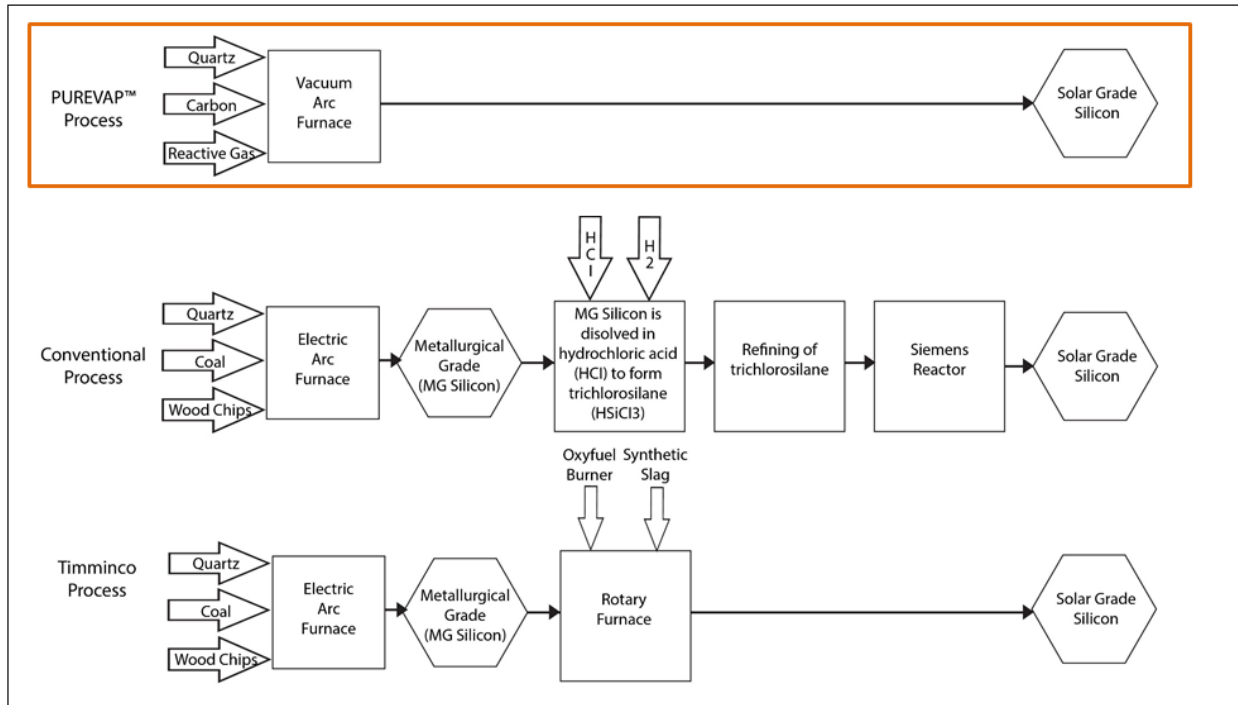 Quartz
Carbon
Reactive Gas
PUREVAP™
Process
Vacuum
Arc
Furnace
Solar Grade
Silicon
H
C
I
H
2
Quartz
Coal
Wood Chips
Conventional
Process
Electric
Arc
Furnace
Metallurgical
Grade
(MG Silicon)
MG Silicon is
disolved in
hydrochloric acid
(HCI) to form
trichlorosilane
(HSiCI3)
Refining of
trichlorosilane
Siemens
Reactor
Solar Grade
Silicon
Oxyfuel
Burner
Synthetic
Slag
Quartz
Coal
Wood Chips
Timminco
Process
Electric
Arc
Furnace
Metallurgical
Grade
(MG Silicon)
Rotary
Furnace
Solar Grade
Silicon